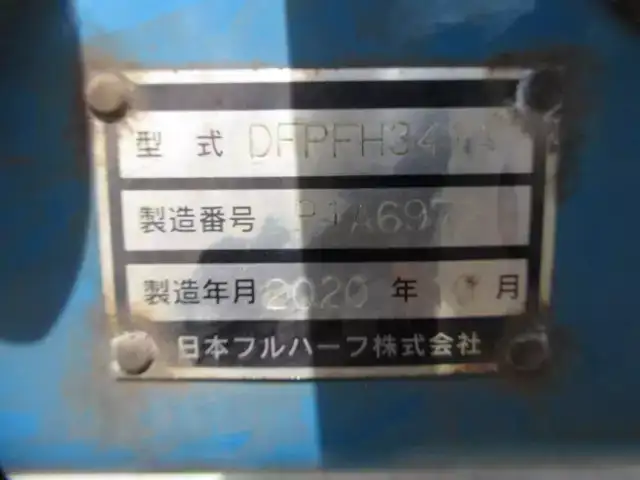 型式
製造番号
製造年月 2020 年 月
日本フルハーフ株式会社